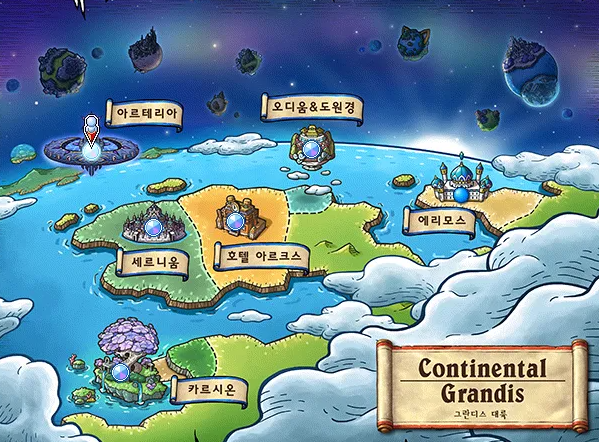 아르테리아
오디움&도원경
에리모스
세르니움
호텔 아르크스
카르시온
Continental
Grandis
그란디스 대륙